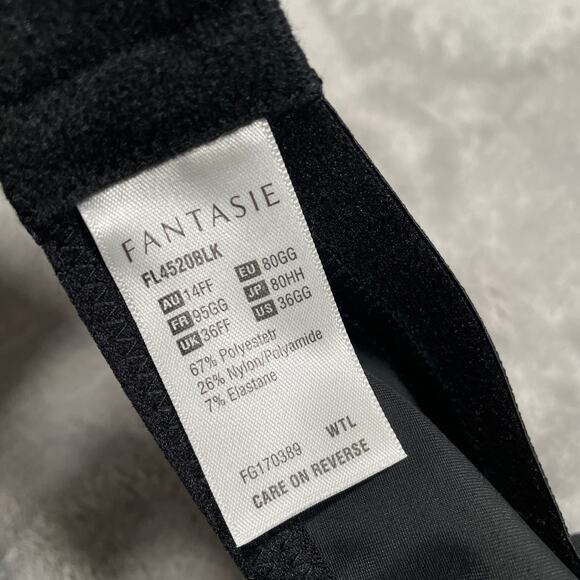 FANTASIE
FL4520BLK
AU 14FF EU 80GG
FR 95GG JP 80HH
UK 36FF US 36GG
67% Polyestetr
26% Nylon/Polyamide
7% Elastane
FG170389 WTL
CARE ON REVERSE